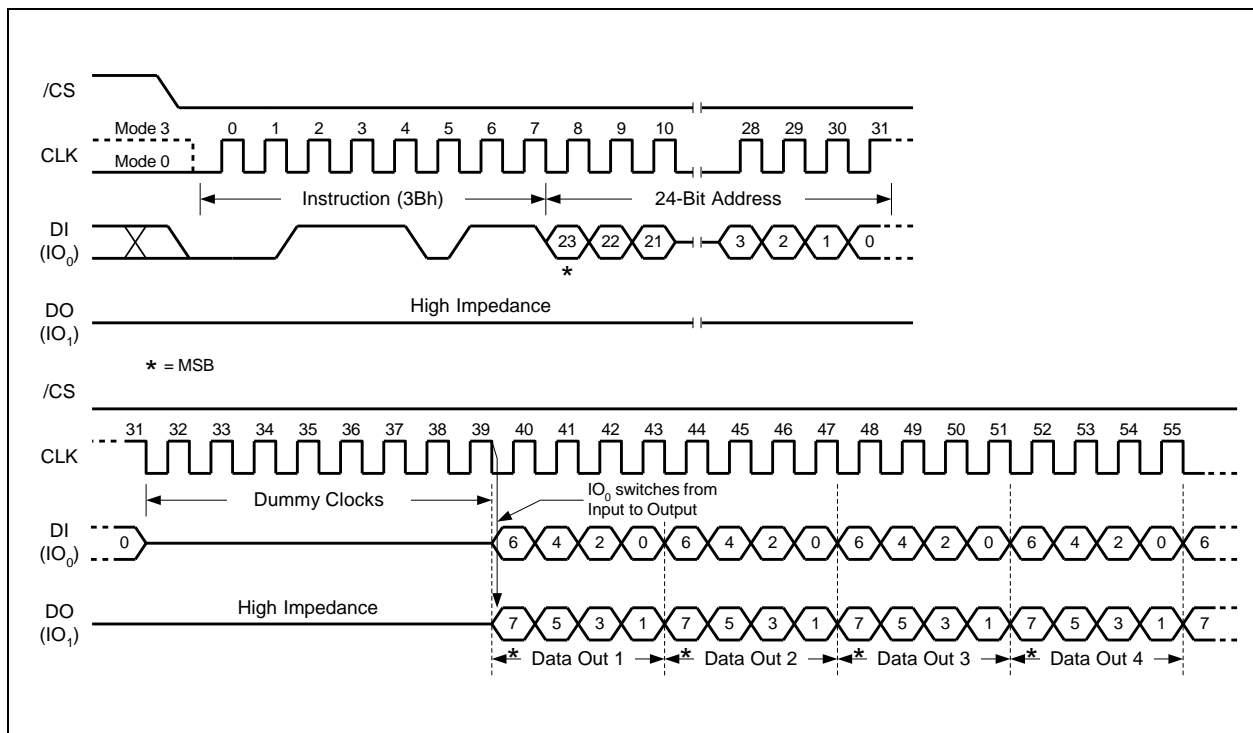 /CS
Mode 3 0 1 2 3 4 5 6 7 8 9 10 28 29 30 31
CLK
Mode 0
Instruction (3Bh) 24-Bit Address
DI
(IO0) 23 22 21 3 2 1 0
*
High Impedance
DO
(IO1)
* = MSB
/CS
31 32 33 34 35 36 37 38 39 40 41 42 43 44 45 46 47 48 49 50 51 52 53 54 55
CLK
Dummy Clocks
IO0 switches from
Input to Output
DI
(IO0)
0 6 4 2 0 6 4 2 0 6 4 2 0 6 4 2 0 6
High Impedance
DO
(IO1)
7 5 3 1 7 5 3 1 7 5 3 1 7 5 3 1 7
* Data Out 1 * Data Out 2 * Data Out 3 * Data Out 4